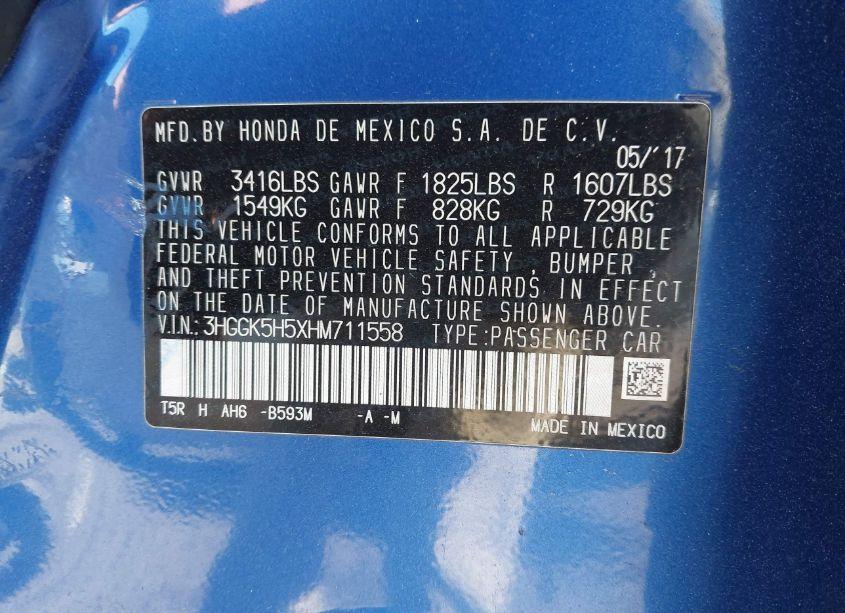 MFD.BY HONDA DE MEXICO S.A. DE C.V.
05/'17
GVWR 3416LBS GAWR F 1825LBS R 1607LBS
GVWR 1549KG GAWR F 828KG R 729KG
THIS VEHICLE CONFORMS TO ALL APPLICABLE
FEDERAL MOTOR VEHICLE SAFETY , BUMPER ,
AND THEFT PREVENTION STANDARDS IN EFFECT
ON THE DATE OF MANUFACTURE SHOWN ABOVE.
V.I.N.:3HGGK5H5XHM711558 TYPE:PASSENGER CAR
T5R H AH6 -B593M -A -M
MADE IN MEXICO